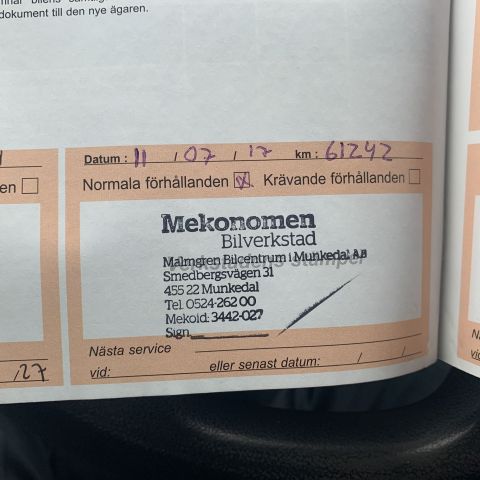 dokument till den nye ägaren.
Datum : 11 / 07 / 17 km : 61242
en
Normala förhållanden ☒. Krävande förhållanden ☐
Mekonomen
Bilverkstad
Malmgren Bilcentrum i Munkedal AB
Verkstadens stämpel
Smedbergsvägen 31
455 22 Munkedal
Tel. 0524-262 00
Mekoid: 3442-027
Sign
Nästa service
vid: eller senast datum: / /
/27